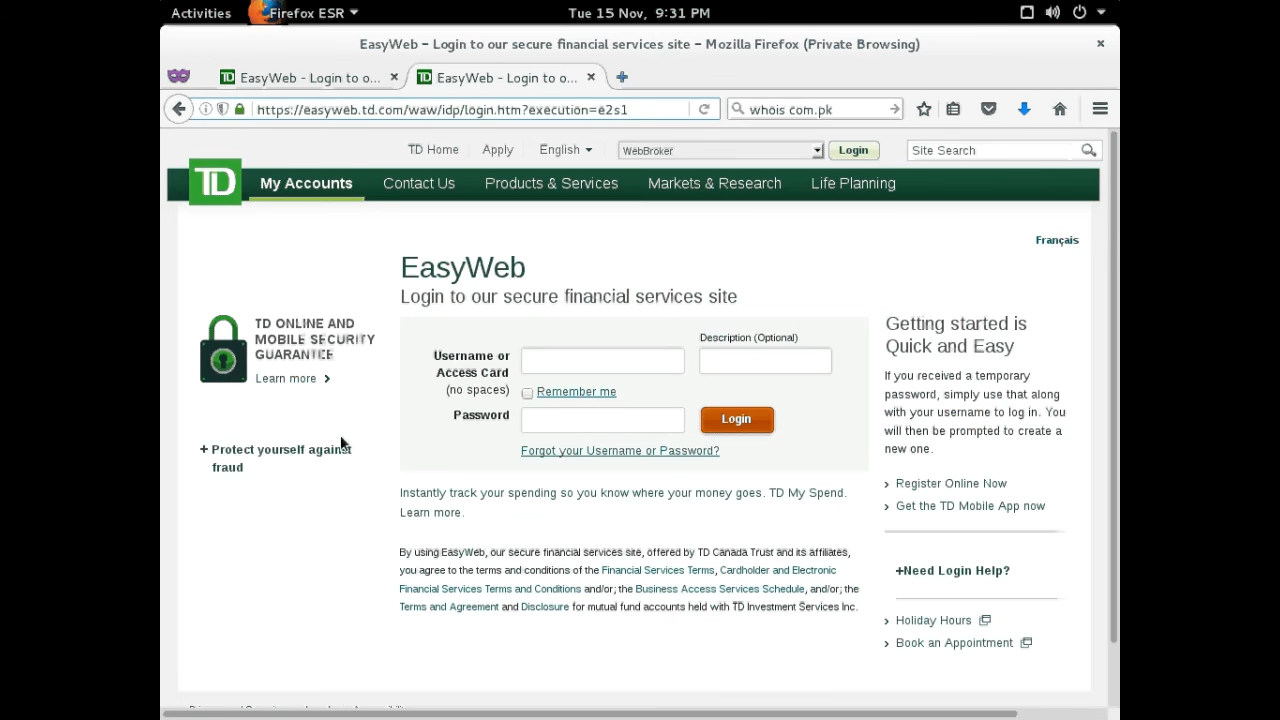 Activities
Firefox ESR
Tue 15 Nov, 9:31 PM
EasyWeb – Login to our secure financial services site – Mozilla Firefox (Private Browsing)
TD EasyWeb - Login to o...
TD EasyWeb - Login to o...
https://easyweb.td.com/waw/idp/login.htm?execution=e2s1
whois com.pk
TD Home
Apply
English
WebBroker
Login
Site Search
TD
My Accounts
Contact Us
Products & Services
Markets & Research
Life Planning
Français
EasyWeb
Login to our secure financial services site
TD ONLINE AND
MOBILE SECURITY
GUARANTEE
Learn more
+ Protect yourself against
fraud
Description (Optional)
Username or
Access Card
(no spaces)
Remember me
Password
Login
Forgot your Username or Password?
Instantly track your spending so you know where your money goes. TD My Spend.
Learn more.
By using EasyWeb, our secure financial services site, offered by TD Canada Trust and its affiliates,
you agree to the terms and conditions of the Financial Services Terms, Cardholder and Electronic
Financial Services Terms and Conditions and/or; the Business Access Services Schedule, and/or; the
Terms and Agreement and Disclosure for mutual fund accounts held with TD Investment Services Inc.
Getting started is
Quick and Easy
If you received a temporary
password, simply use that along
with your username to log in. You
will then be prompted to create a
new one.
Register Online Now
Get the TD Mobile App now
+Need Login Help?
Holiday Hours
Book an Appointment